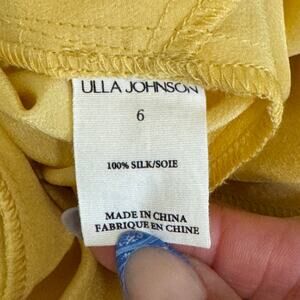 ULLA JOHNSON
6
100% SILK/SOIE
MADE IN CHINA
FABRIQUE EN CHINE